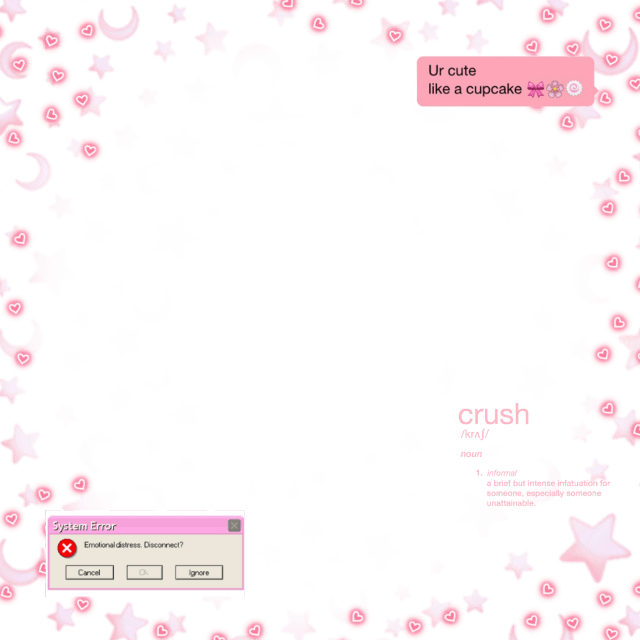 Ur cute
like a cupcake 🎀🌸🍥
crush
/krʌʃ/
noun
1. informal
a brief but intense infatuation for
someone, especially someone
unattainable.
System Error
Emotional distress. Disconnect?
Cancel Ok Ignore